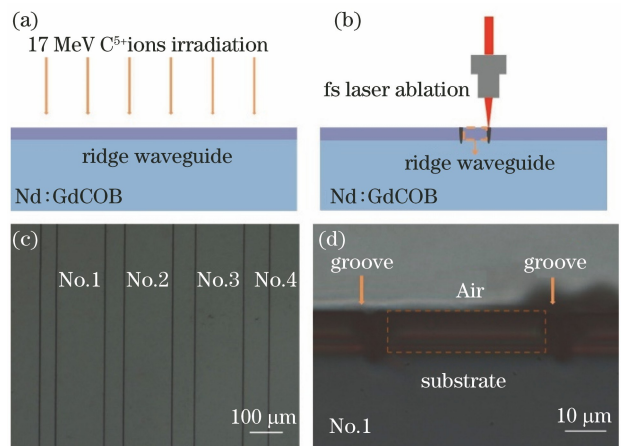 (a)
17 MeV C⁵⁺ions irradiation
ridge waveguide
Nd:GdCOB
(b)
fs laser ablation
ridge waveguide
Nd:GdCOB
(c)
No.1 No.2 No.3 No.4
100 μm
(d)
groove groove
Air
substrate
No.1
10 μm